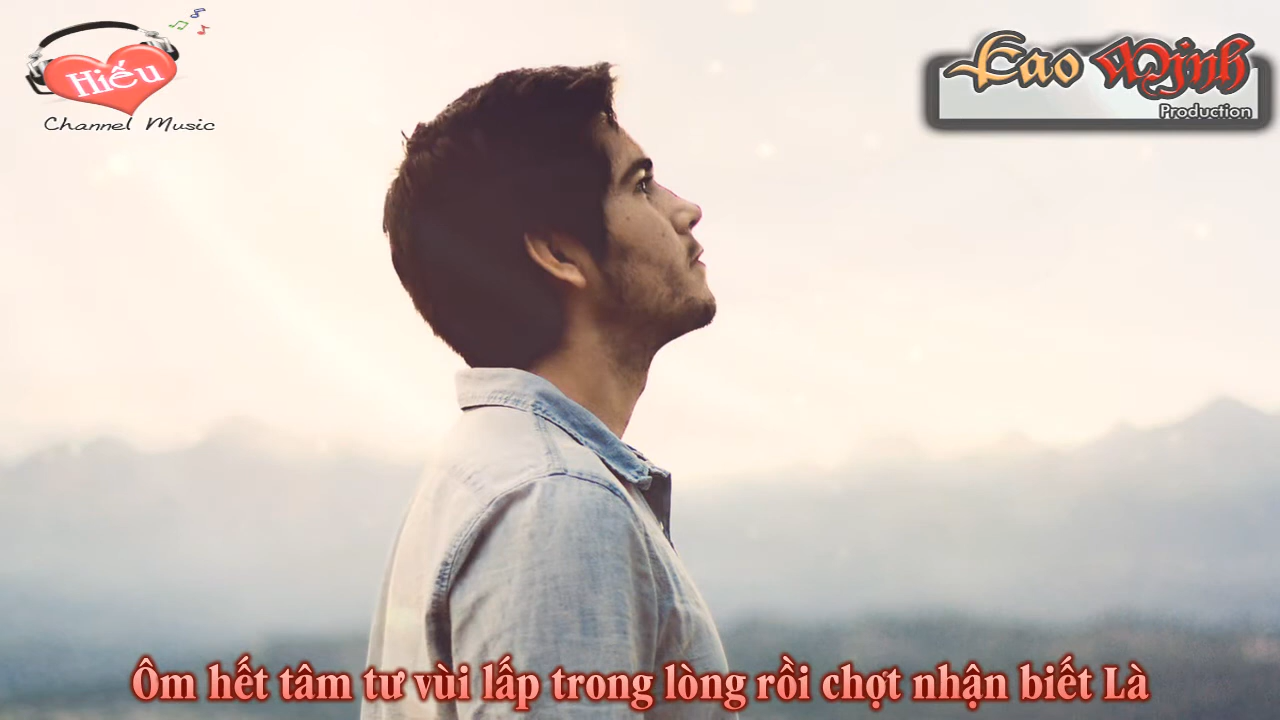 Hiếu
Channel Music
Cao Minh
Production
Ôm hết tâm tư vùi lấp trong lòng rồi chợt nhận biết Là